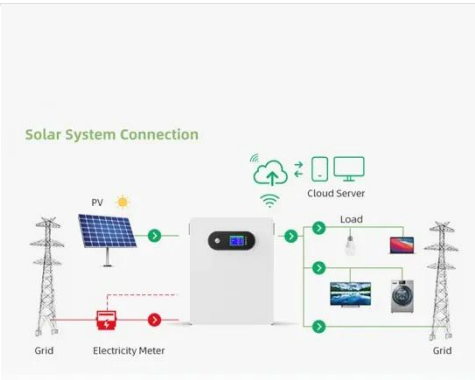 Solar System Connection
Cloud Server
PV
Load
Grid
Electricity Meter
Grid